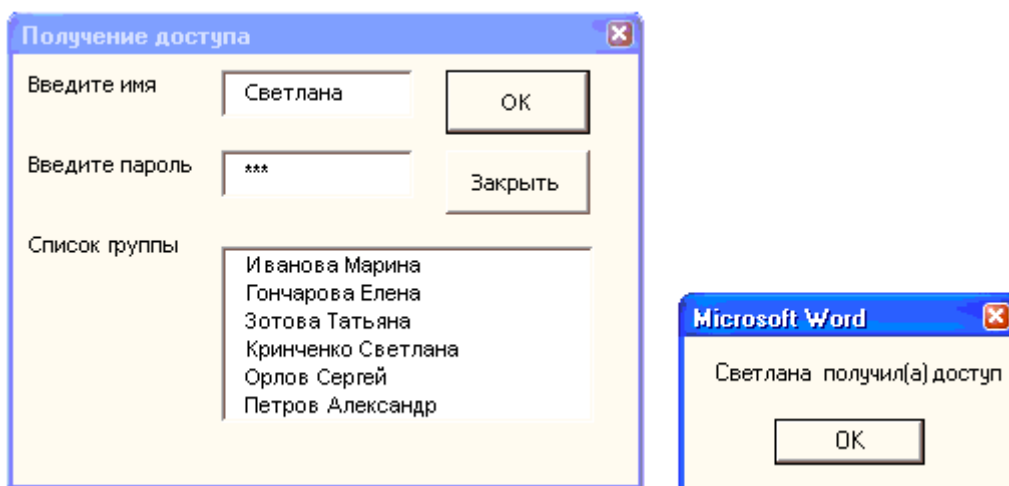 Получение доступа
Введите имя
Светлана
OK
Введите пароль
***
Закрыть
Список группы
Иванова Марина
Гончарова Елена
Зотова Татьяна
Кринченко Светлана
Орлов Сергей
Петров Александр
Microsoft Word
Светлана получил(а) доступ
OK